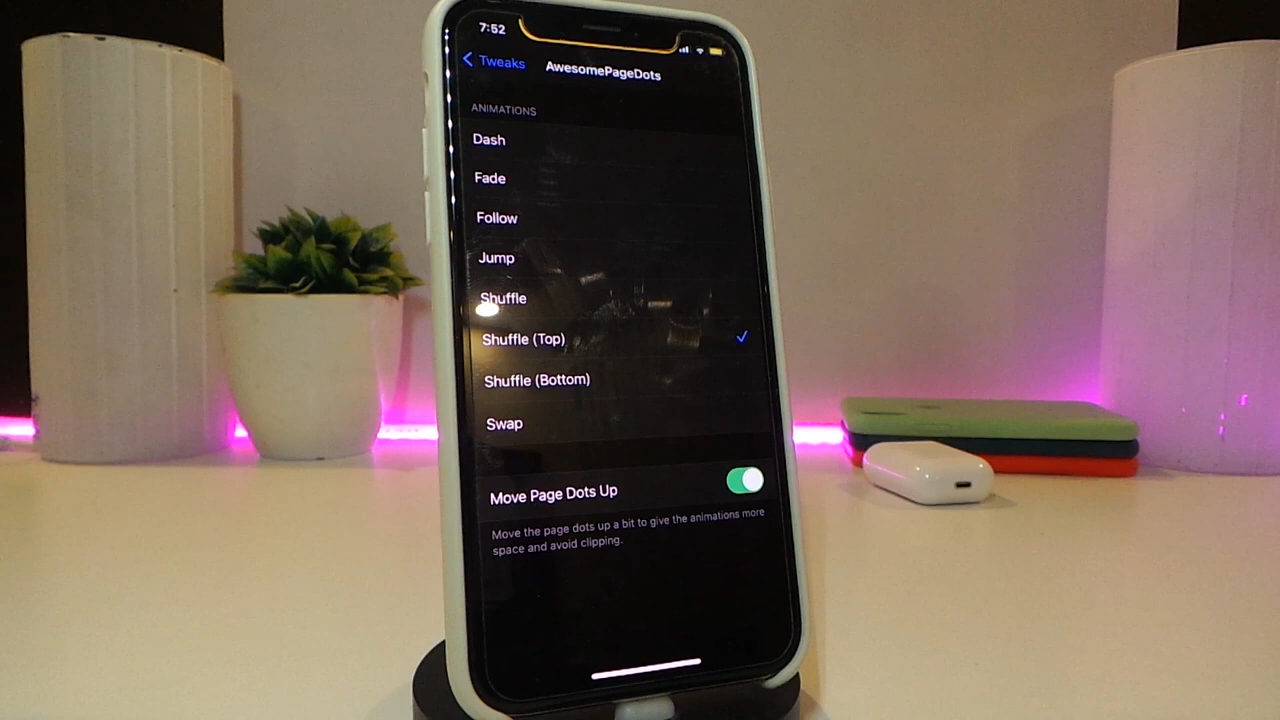 7:52
Tweaks AwesomePageDots
ANIMATIONS
Dash
Fade
Follow
Jump
Shuffle
Shuffle (Top)
Shuffle (Bottom)
Swap
Move Page Dots Up
Move the page dots up a bit to give the animations more
space and avoid clipping.